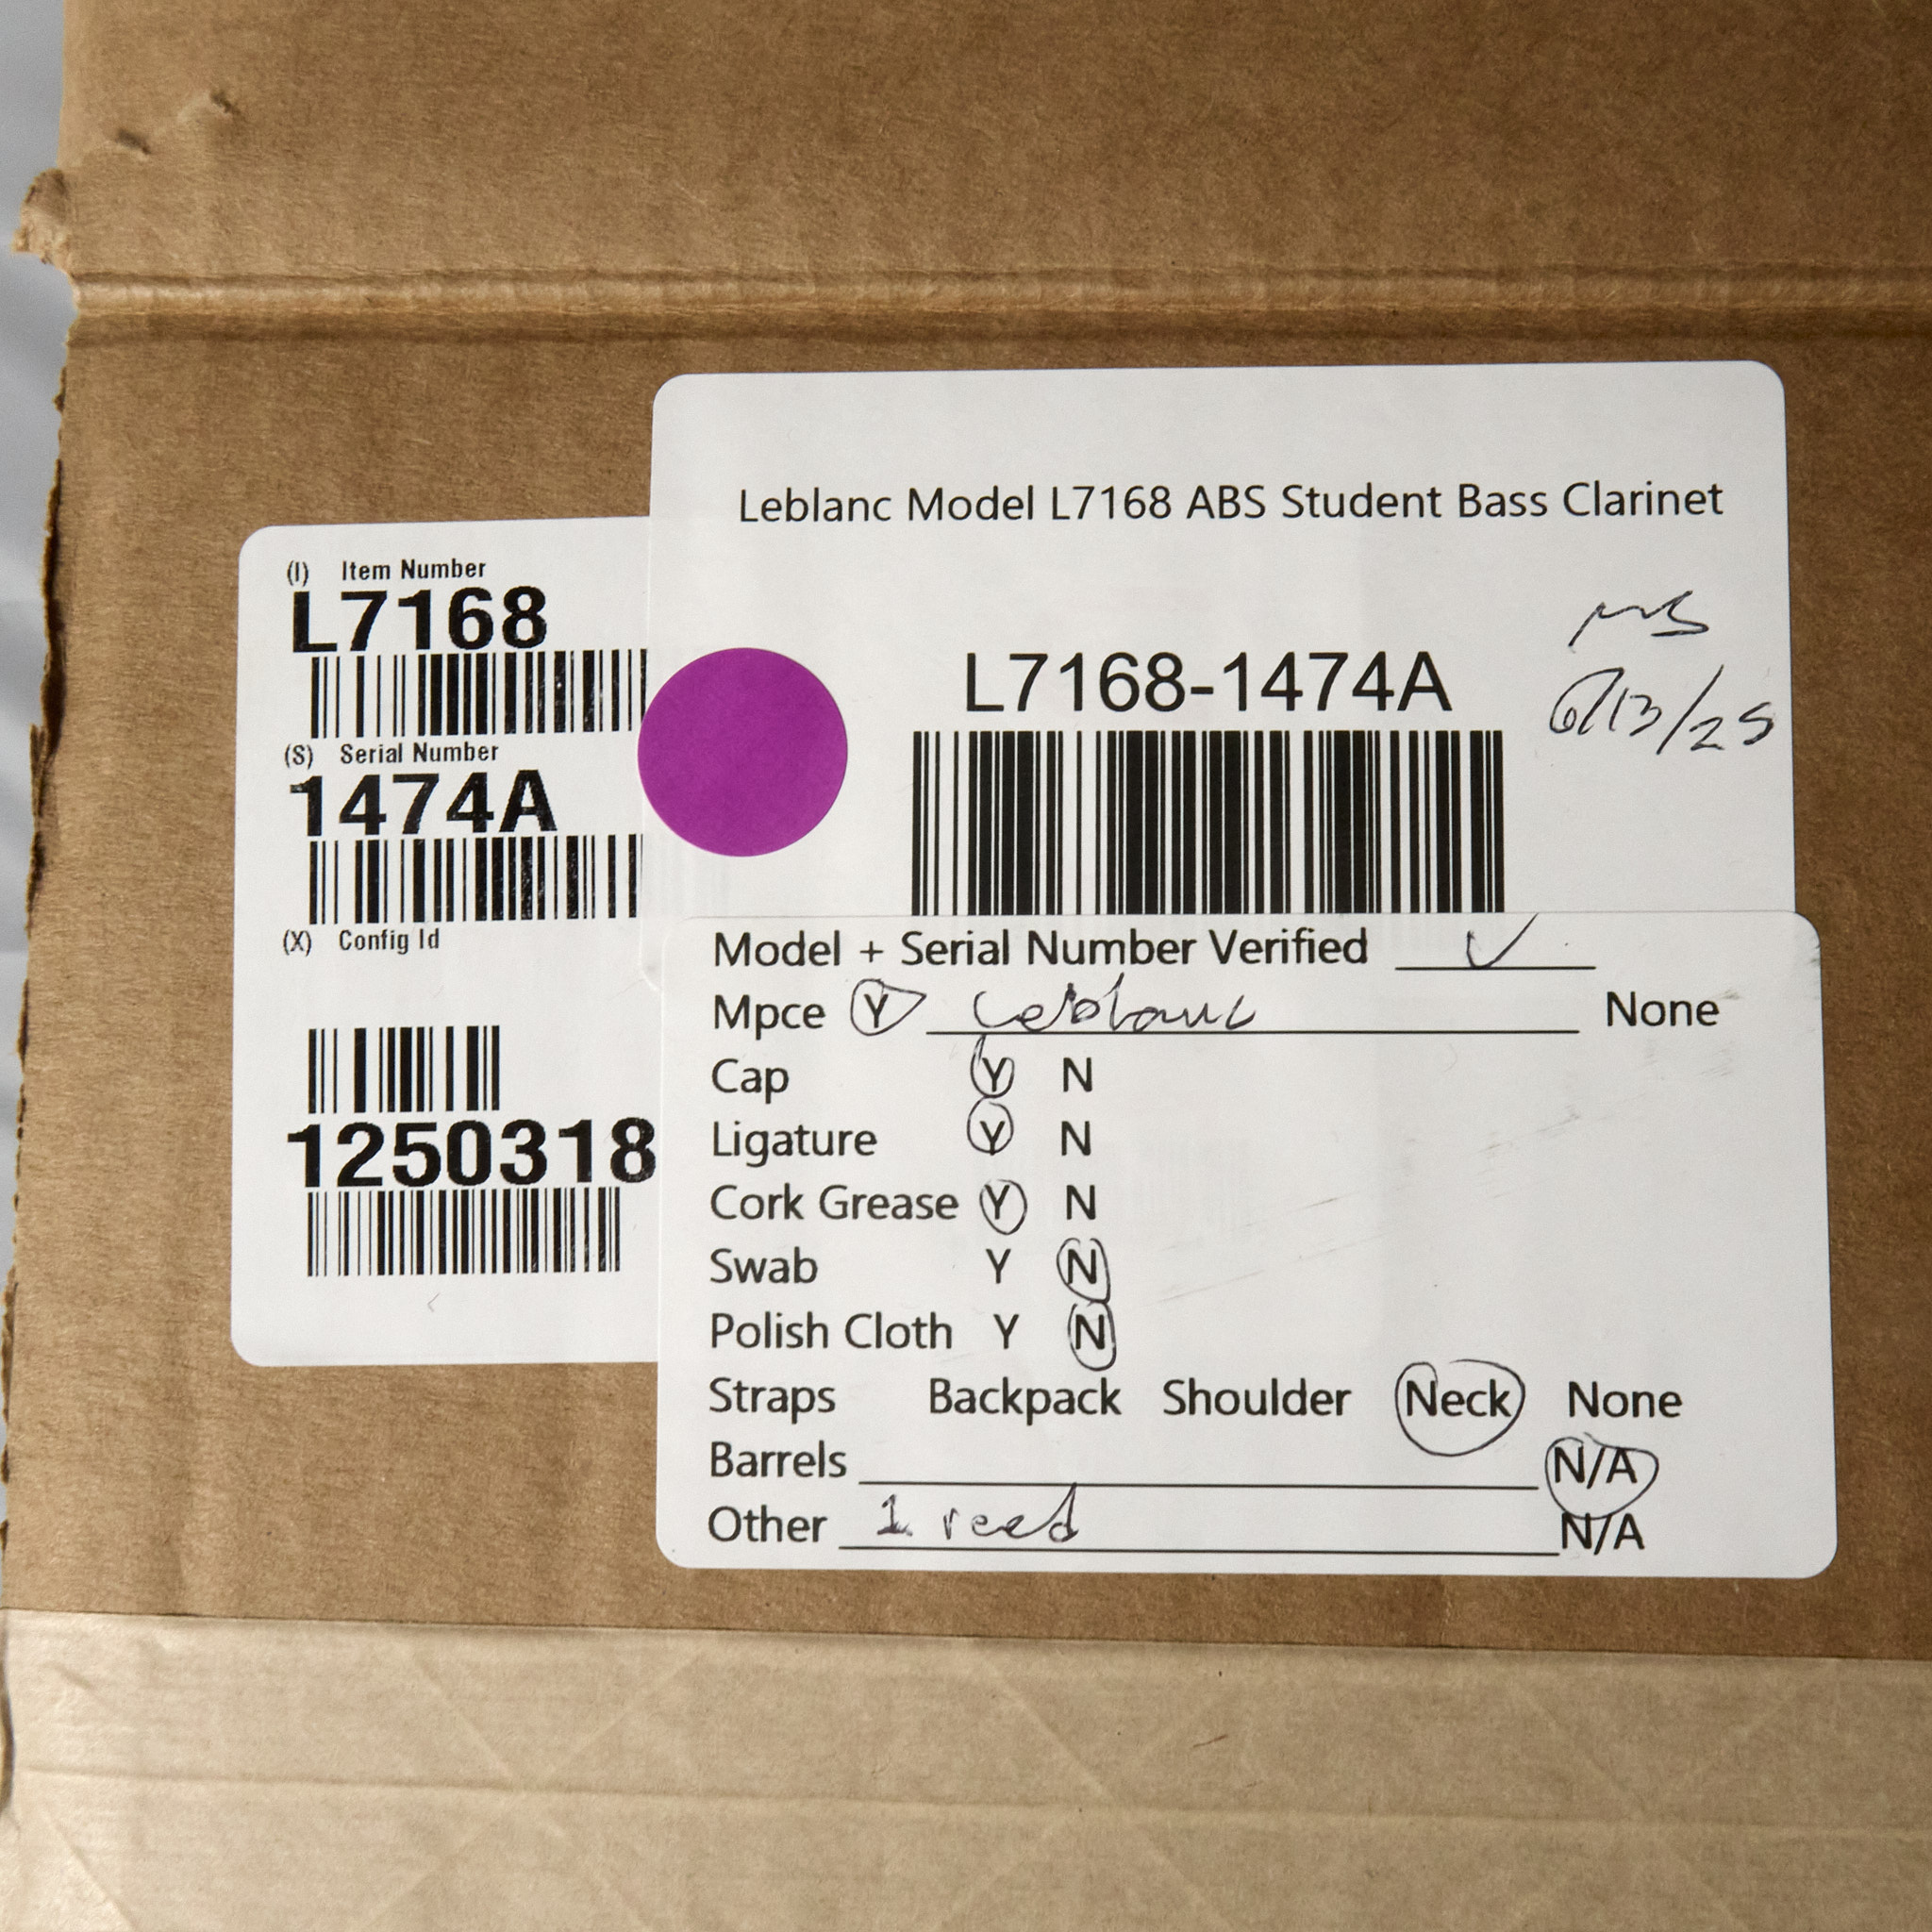 (I) Item Number
L7168
(S) Serial Number
1474A
(X) Config Id
1250318
Leblanc Model L7168 ABS Student Bass Clarinet
L7168-1474A
6/13/25
Model + Serial Number Verified ✓
Mpce Y Leblanc None
Cap Y N
Ligature Y N
Cork Grease Y N
Swab Y N
Polish Cloth Y N
Straps Backpack Shoulder Neck None
Barrels N/A
Other 1 reed N/A